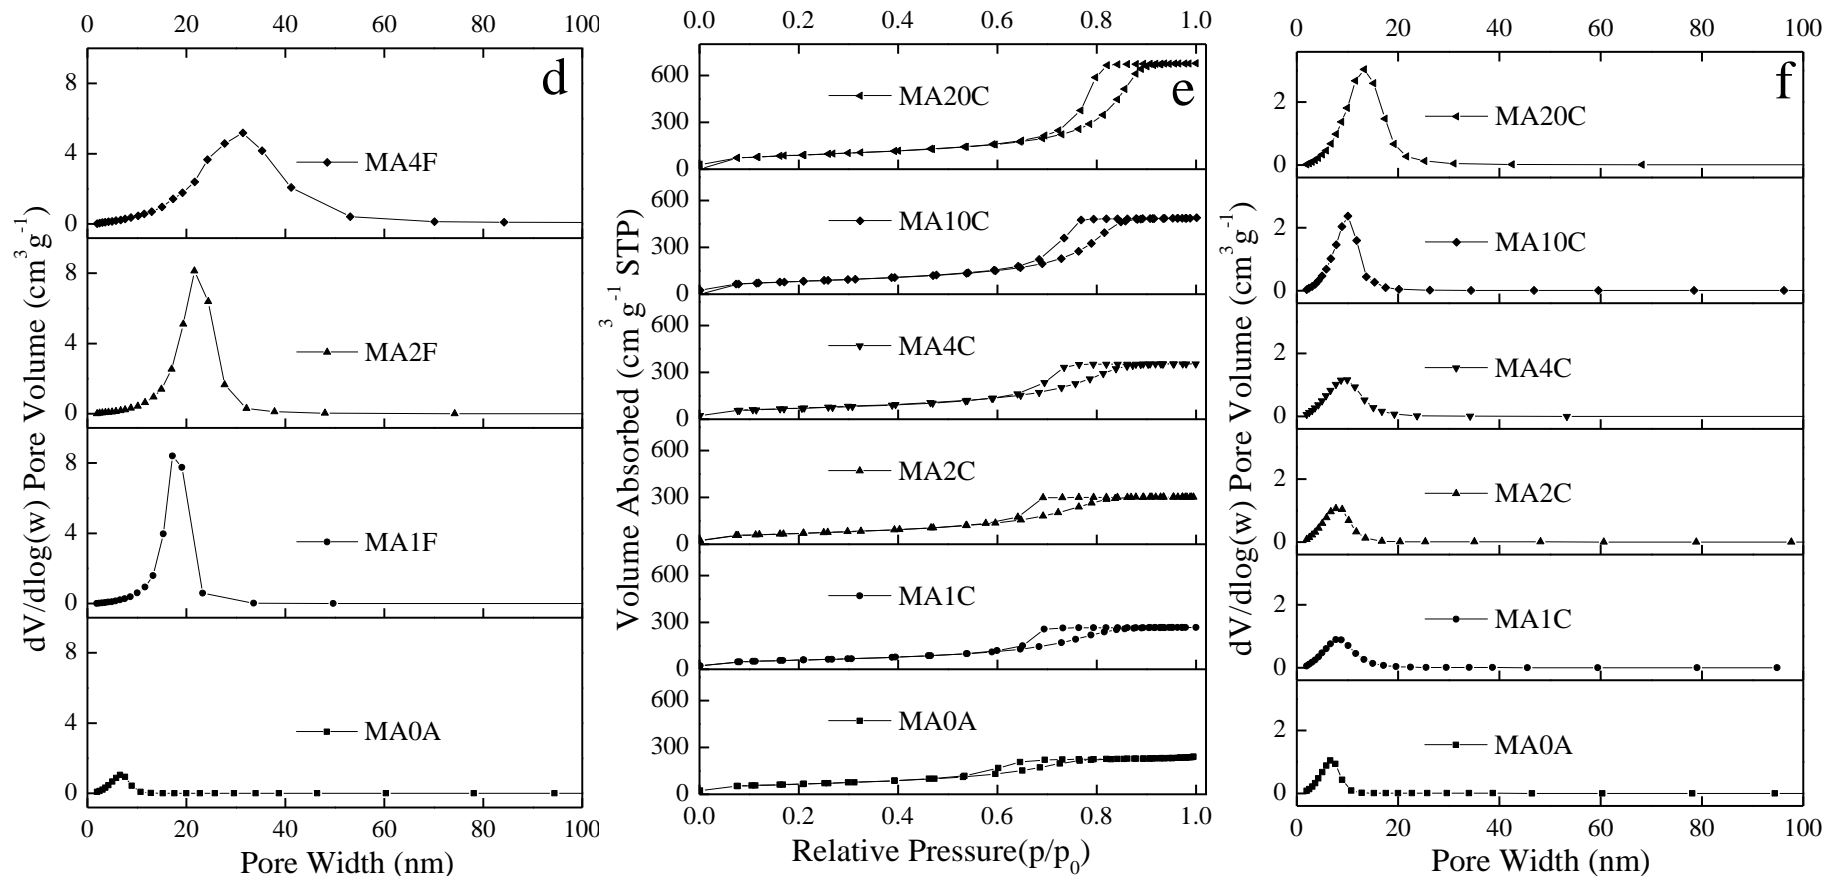 0 20 40 60 80 100
d
8
4
0
MA4F
8
4
0
MA2F
8
4
0
MA1F
8
4
0
MA0A
dV/dlog(w) Pore Volume (cm³g⁻¹)
0 20 40 60 80 100
Pore Width (nm)
0.0 0.2 0.4 0.6 0.8 1.0
e
600
300
0
MA20C
600
300
0
MA10C
600
300
0
MA4C
600
300
0
MA2C
600
300
0
MA1C
600
300
0
MA0A
Volume Absorbed (cm³ g⁻¹ STP)
0.0 0.2 0.4 0.6 0.8 1.0
Relative Pressure(p/p₀)
0 20 40 60 80 100
f
2
0
MA20C
2
0
MA10C
2
0
MA4C
2
0
MA2C
2
0
MA1C
2
0
MA0A
dV/dlog(w) Pore Volume (cm³g⁻¹)
0 20 40 60 80 100
Pore Width (nm)